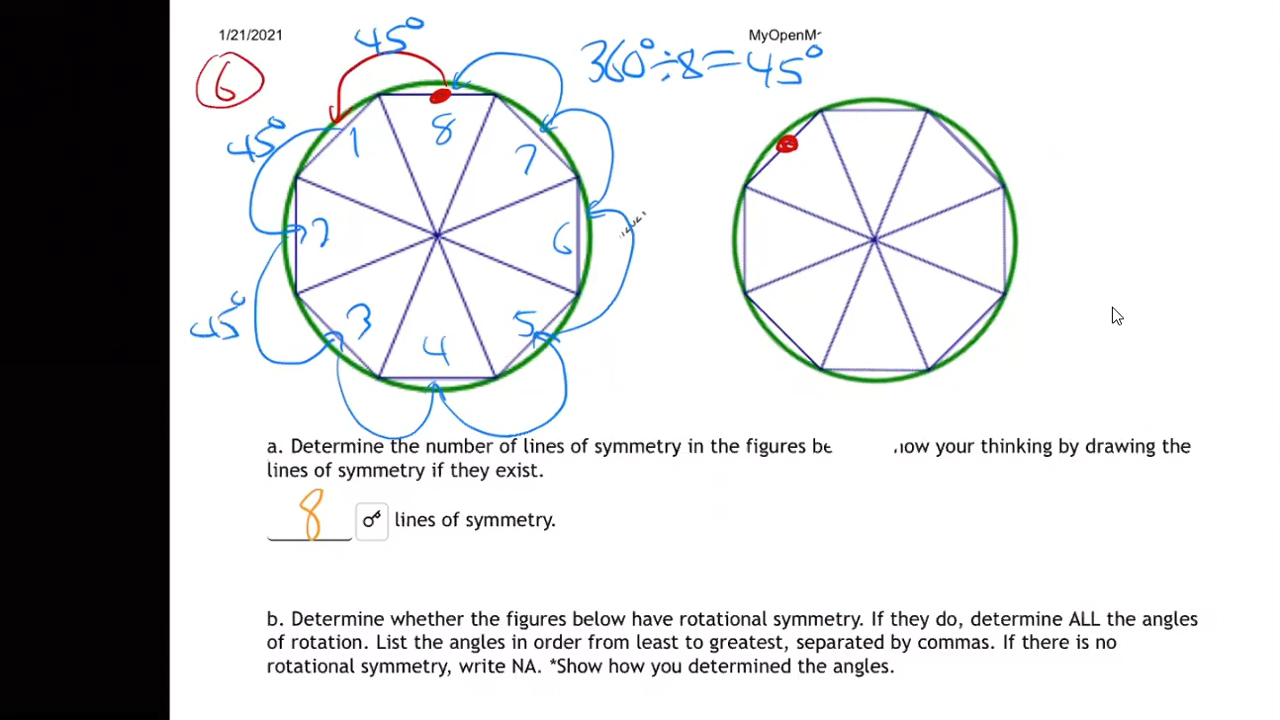 1/21/2021
MyOpenM
6
45°
360°÷8=45°
45°
1
8
7
2
6
45°
3
4
5
a. Determine the number of lines of symmetry in the figures be
how your thinking by drawing the
lines of symmetry if they exist.
8 lines of symmetry.
b. Determine whether the figures below have rotational symmetry. If they do, determine ALL the angles
of rotation. List the angles in order from least to greatest, separated by commas. If there is no
rotational symmetry, write NA. *Show how you determined the angles.